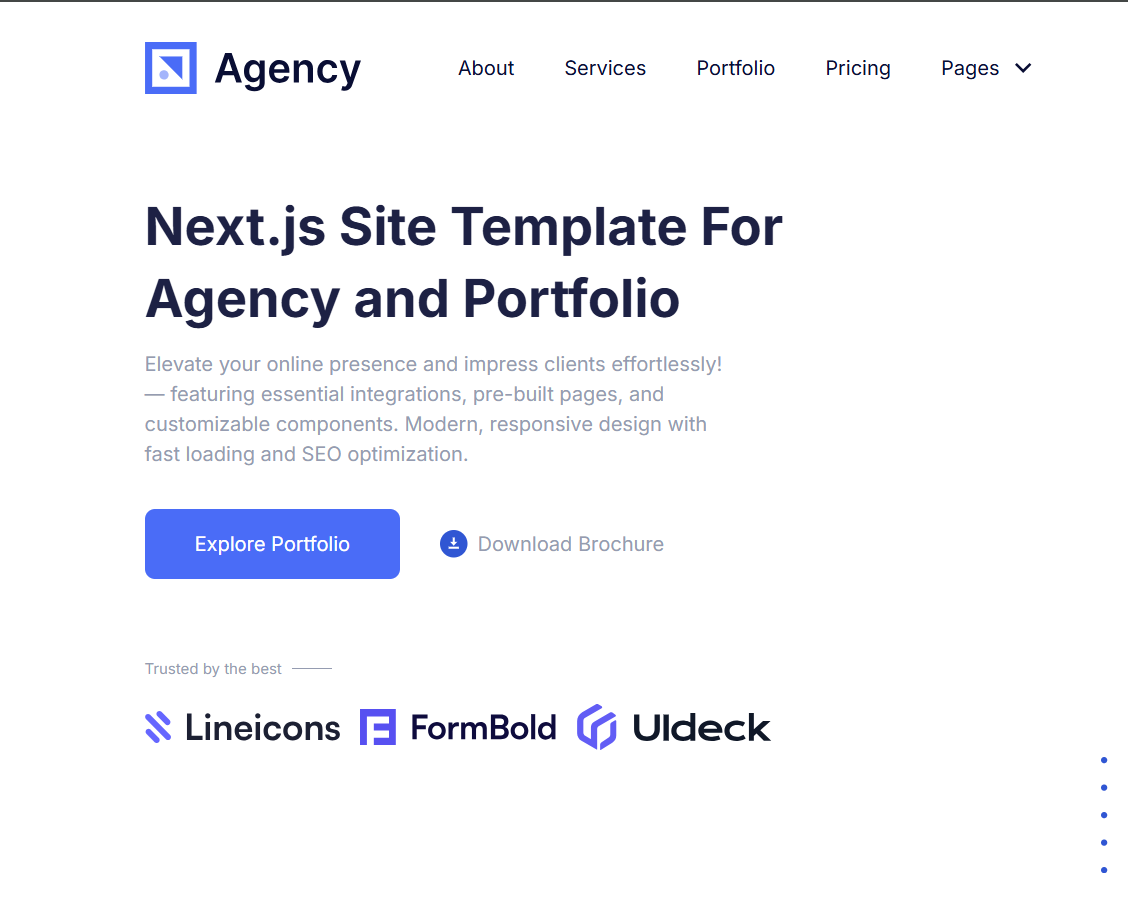 Agency
About Services Portfolio Pricing Pages
Next.js Site Template For
Agency and Portfolio
Elevate your online presence and impress clients effortlessly!
— featuring essential integrations, pre-built pages, and
customizable components. Modern, responsive design with
fast loading and SEO optimization.
Explore Portfolio Download Brochure
Trusted by the best
Lineicons FormBold UIdeck